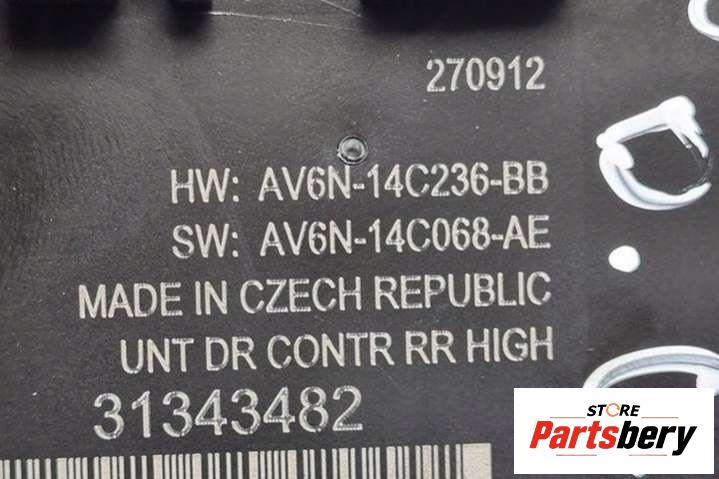 270912
HW: AV6N-14C236-BB
SW: AV6N-14C068-AE
MADE IN CZECH REPUBLIC
UNT DR CONTR RR HIGH
31343482
STORE
Partsbery